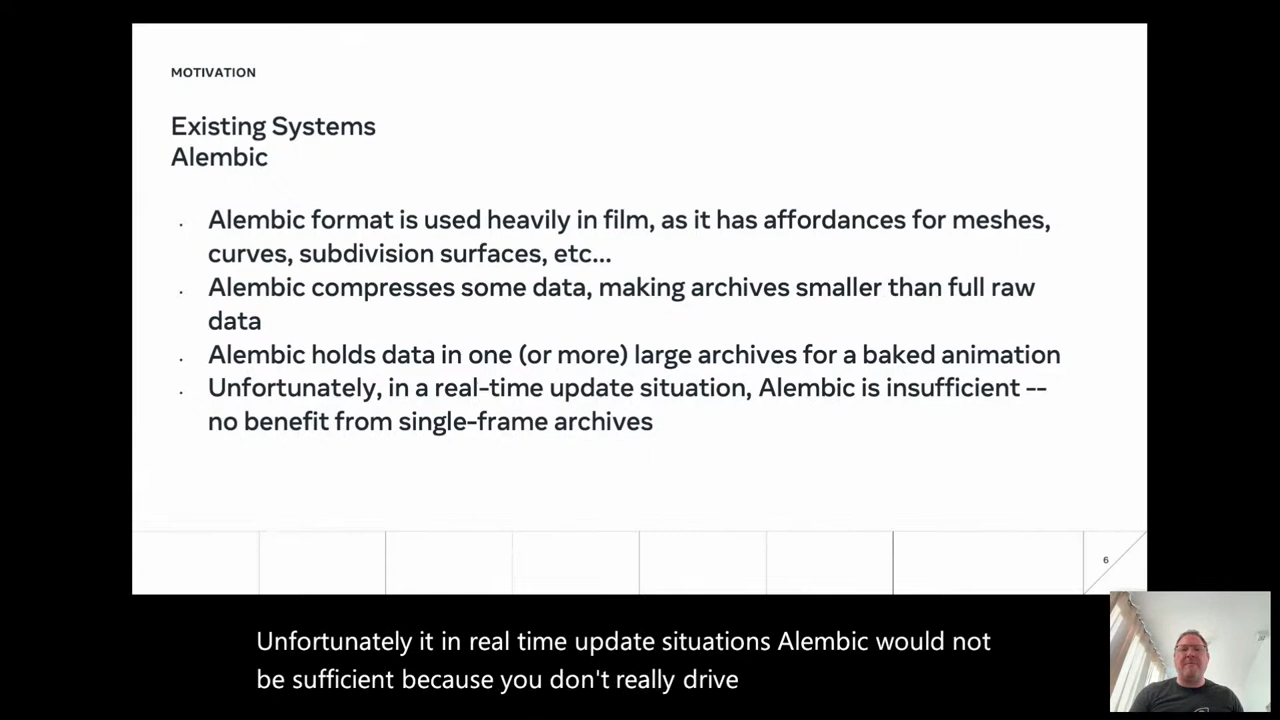 MOTIVATION
Existing Systems
Alembic
· Alembic format is used heavily in film, as it has affordances for meshes,
curves, subdivision surfaces, etc...
· Alembic compresses some data, making archives smaller than full raw
data
· Alembic holds data in one (or more) large archives for a baked animation
· Unfortunately, in a real-time update situation, Alembic is insufficient --
no benefit from single-frame archives
6
Unfortunately it in real time update situations Alembic would not
be sufficient because you don't really drive